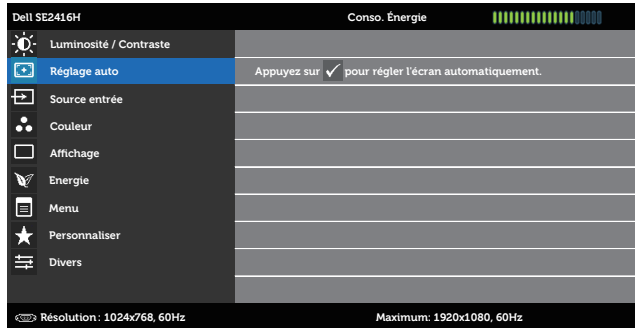 Dell SE2416H Conso. Énergie
Luminosité / Contraste
Réglage auto Appuyez sur ✓ pour régler l'écran automatiquement.
Source entrée
Couleur
Affichage
Energie
Menu
Personnaliser
Divers
Résolution : 1024x768, 60Hz Maximum: 1920x1080, 60Hz